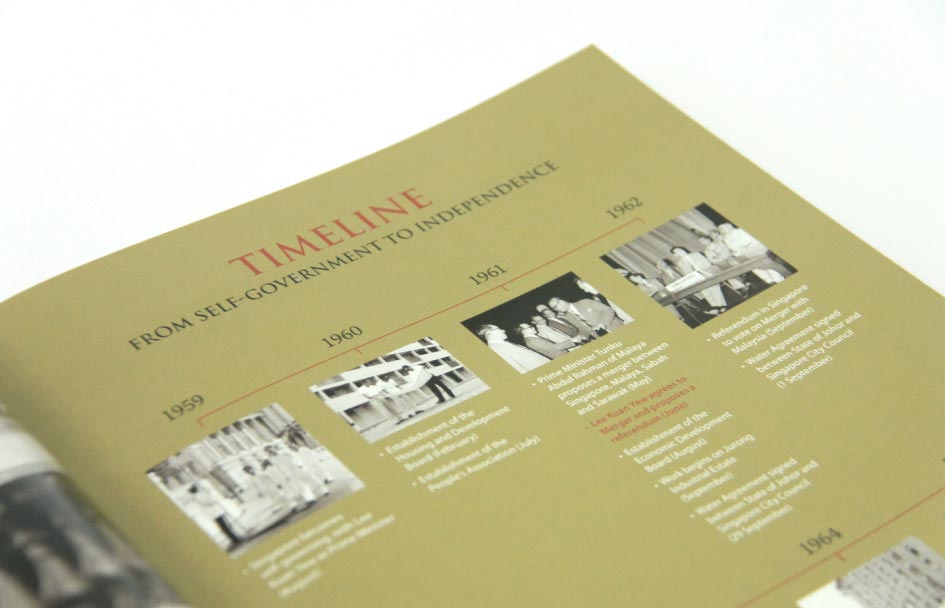 TIMELINE
FROM SELF-GOVERNMENT TO INDEPENDENCE
1959
• Singapore becomes
self-governing, with Lee
Kuan Yew as Prime Minister
(August)
1960
• Establishment of the
Housing and Development
Board (February)
• Establishment of the
People's Association (July)
1961
• Prime Minister Tunku
Abdul Rahman of Malaya
proposes a merger between
Singapore, Malaya, Sabah
and Sarawak (May)
• Lee Kuan Yew agrees to
Merger and proposes a
referendum (June)
• Establishment of the
Economic Development
Board (August)
• Work begins on Jurong
Industrial Estate
(September)
• Water Agreement signed
between State of Johor and
Singapore City Council
(29 September)
1962
• Referendum in Singapore
to vote on Merger with
Malaysia (September)
• Water Agreement signed
between State of Johor and
Singapore City Council
(1 September)
1964